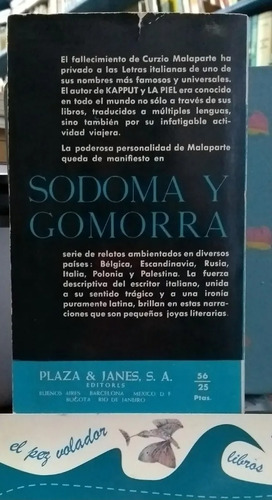 El fallecimiento de Curzio Malaparte ha
privado a las Letras italianas de uno de
sus nombres más famosos y universales.
El autor de KAPPUT y LA PIEL era conocido
en todo el mundo no sólo a través de sus
libros, traducidos a múltiples lenguas,
sino también por su infatigable acti-
vidad viajera.
La poderosa personalidad de Malaparte
queda de manifiesto en
SODOMA Y
GOMORRA
serie de relatos ambientados en diversos
países: Bélgica, Escandinavia, Rusia,
Italia, Polonia y Palestina. La fuerza
descriptiva del escritor italiano, unida
a su sentido trágico y a una ironía
puramente latina, brillan en estas narra-
ciones que son pequeñas joyas literarias.
PLAZA & JANES, S. A.
EDITORES
BUENOS AIRES BARCELONA MEXICO D. F.
BOGOTA RIO DE JANEIRO
56
25
Ptas.
el pez volador
libros